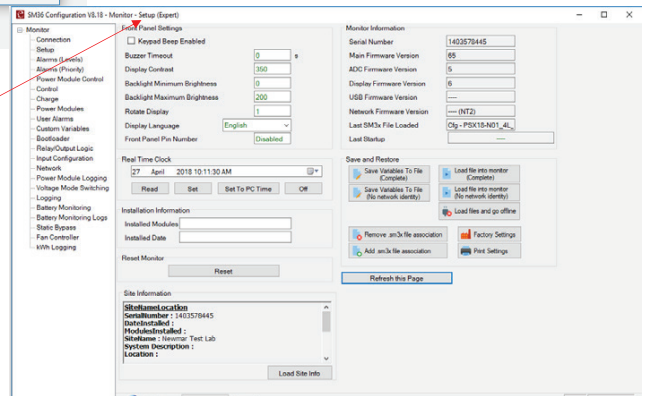 SM36 Configuration V8.18 - Monitor - Setup (Expert)
Monitor
Connection
Setup
Alarms (Levels)
Alarms (Priority)
Power Module Control
Control
Charge
Power Modules
User Alarms
Custom Variables
Bootloader
Relay/Output Logic
Input Configuration
Network
Power Module Logging
Voltage Mode Switching
Logging
Battery Monitoring
Battery Monitoring Logs
Static Bypass
Fan Controller
kWh Logging
Front Panel Settings
Keypad Beep Enabled
Buzzer Timeout 0 s
Display Contrast 350
Backlight Minimum Brightness 0
Backlight Maximum Brightness 200
Rotate Display 1
Display Language English
Front Panel Pin Number Disabled
Real Time Clock
27 April 2018 10:11:30 AM
Read Set Set To PC Time Off
Installation Information
Installed Modules
Installed Date
Reset Monitor
Reset
Site Information
SiteNameLocation
SerialNumber : 1403578445
DateInstalled :
ModulesInstalled :
SiteName : Newmar Test Lab
System Description :
Location :
Load Site Info
Monitor Information
Serial Number 1403578445
Main Firmware Version 65
ADC Firmware Version 5
Display Firmware Version 6
USB Firmware Version ----
Network Firmware Version ---- (NT2)
Last SM3x File Loaded Cfg - PSX18-N01_4L_
Last Startup ----
Save and Restore
Save Variables To File
(Complete)
Load file into monitor
(Complete)
Save Variables To File
(No network identity)
Load file into monitor
(No network identity)
Load files and go offline
Remove .sm3x file association
Factory Settings
Add .sm3x file association
Print Settings
Refresh this Page